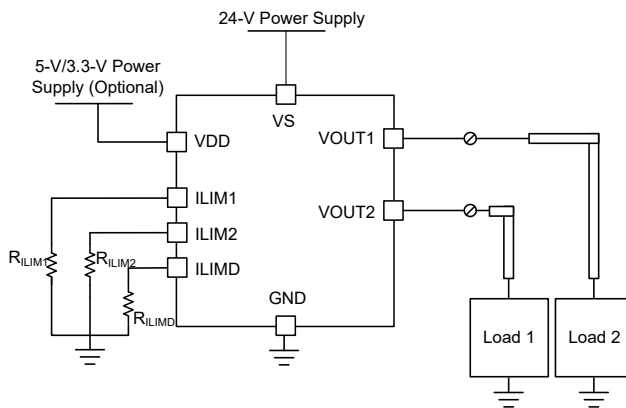 24-V Power Supply
5-V/3.3-V Power
Supply (Optional)
VS
VDD
VOUT1
ILIM1
VOUT2
ILIM2
ILIMD
RILIM1
RILIM2
RILIMD
GND
Load 1
Load 2